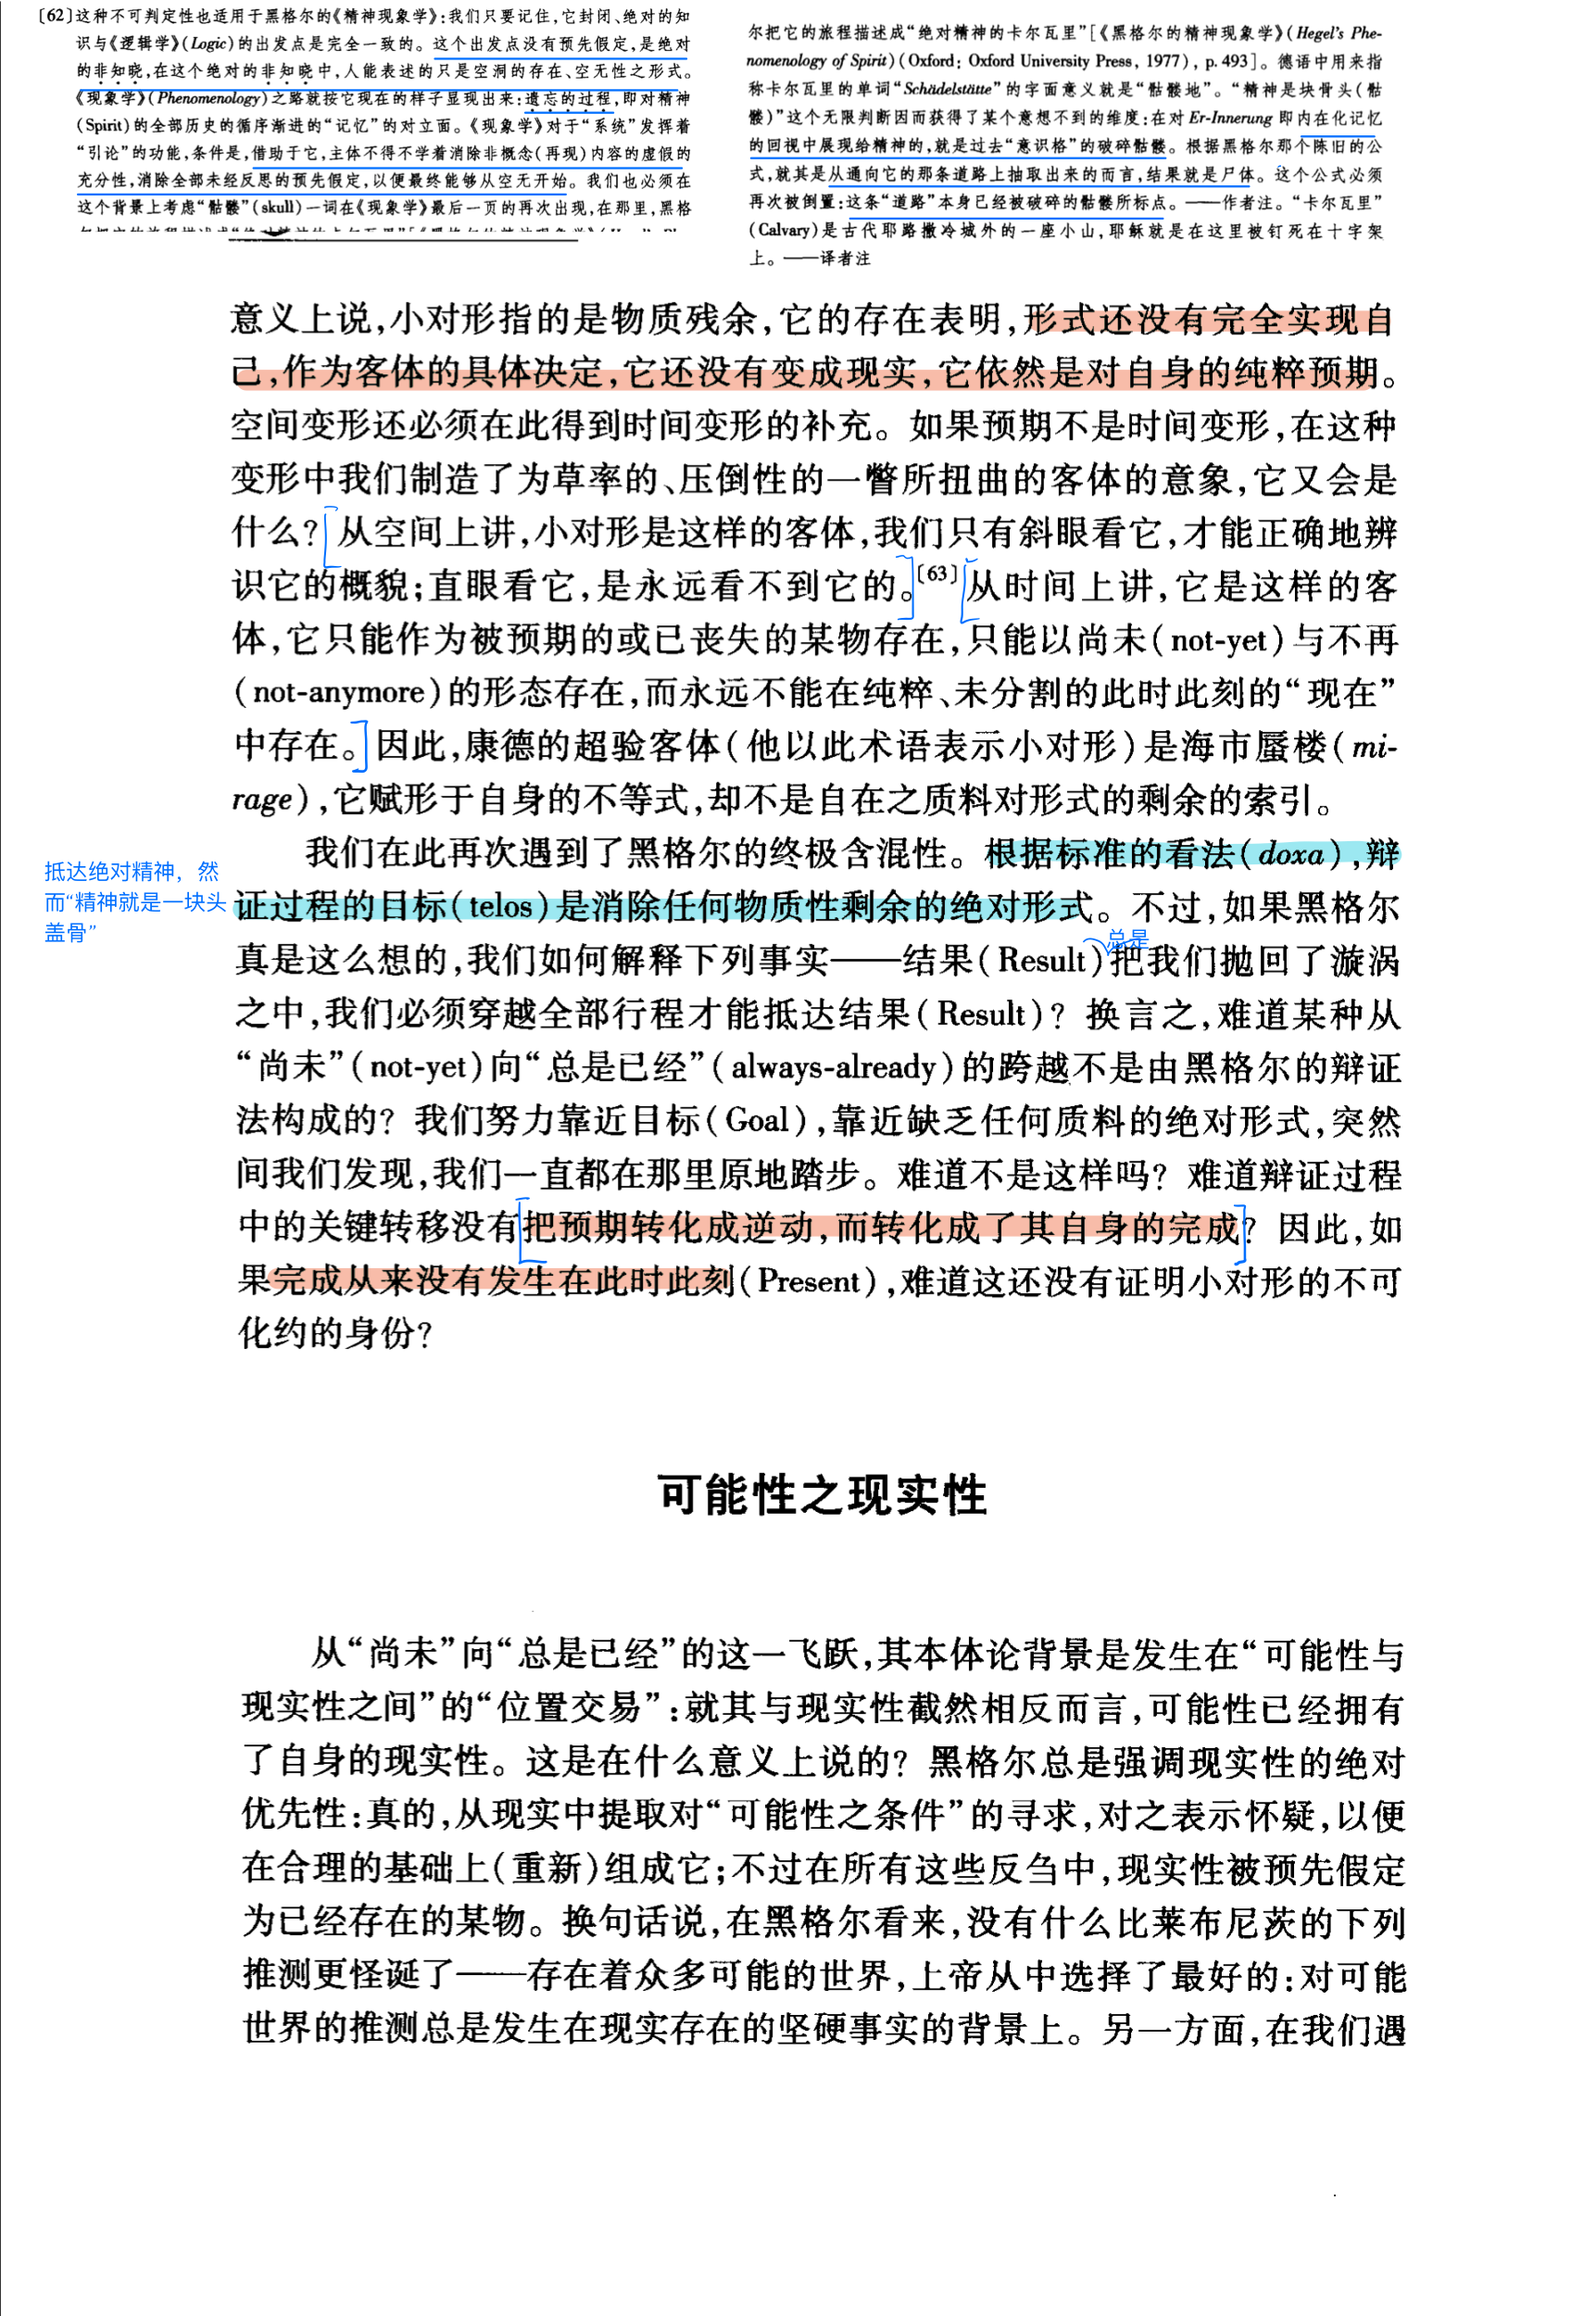 〔62〕这种不可判定性也适用于黑格尔的《精神现象学》:我们只要记住,它封闭、绝对的知
识与《逻辑学》(Logic)的出发点是完全一致的。这个出发点没有预先假定,是绝对
的非知晓,在这个绝对的非知晓中,人能表述的只是空洞的存在、空无性之形式。
《现象学》(Phenomenology)之路就按它现在的样子显现出来:遗忘的过程,即对精神
(Spirit)的全部历史的循序渐进的“记忆”的对立面。《现象学》对于“系统”发挥着
“引论”的功能,条件是,借助于它,主体不得不学着消除非概念(再现)内容的虚假的
充分性,消除全部未经反思的预先假定,以便最终能够从空无开始。我们也必须在
这个背景上考虑“骷髅”(skull)一词在《现象学》最后一页的再次出现,在那里,黑格
尔把它的旅程描述成“绝对精神的卡尔瓦里”[《黑格尔的精神现象学》(Hegel's Phe-
nomenology of Spirit)(Oxford: Oxford University Press, 1977), p. 493]。德语中用来指
称卡尔瓦里的单词“Schädelstätte”的字面意义就是“骷髅地”。“精神是块骨头(骷
髅)”这个无限判断因而获得了某个意想不到的维度:在对 Er-Innerung 即内在化记忆
的回视中展现给精神的,就是过去“意识格”的破碎骷髅。根据黑格尔那个陈旧的公
式,就其是从通向它的那条道路上抽取出来的而言,结果就是尸体。这个公式必须
再次被倒置:这条“道路”本身已经被破碎的骷髅所标点。——作者注。“卡尔瓦里”
(Calvary)是古代耶路撒冷城外的一座小山,耶稣就是在这里被钉死在十字架
上。——译者注
意义上说,小对形指的是物质残余,它的存在表明,形式还没有完全实现自
己,作为客体的具体决定,它还没有变成现实,它依然是对自身的纯粹预期。
空间变形还必须在此得到时间变形的补充。如果预期不是时间变形,在这种
变形中我们制造了为草率的、压倒性的一瞥所扭曲的客体的意象,它又会是
什么?从空间上讲,小对形是这样的客体,我们只有斜眼看它,才能正确地辨
识它的概貌;直眼看它,是永远看不到它的。〔63〕从时间上讲,它是这样的客
体,它只能作为被预期的或已丧失的某物存在,只能以尚未(not-yet)与不再
(not-anymore)的形态存在,而永远不能在纯粹、未分割的此时此刻的“现在”
中存在。因此,康德的超验客体(他以此术语表示小对形)是海市蜃楼(mi-
rage),它赋形于自身的不等式,却不是自在之质料对形式的剩余的索引。
我们在此再次遇到了黑格尔的终极含混性。根据标准的看法(doxa),辩
抵达绝对精神,然
而“精神就是一块头
盖骨”
证过程的目标(telos)是消除任何物质性剩余的绝对形式。不过,如果黑格尔
总是
真是这么想的,我们如何解释下列事实——结果(Result)把我们抛回了漩涡
之中,我们必须穿越全部行程才能抵达结果(Result)?换言之,难道某种从
“尚未”(not-yet)向“总是已经”(always-already)的跨越不是由黑格尔的辩证
法构成的?我们努力靠近目标(Goal),靠近缺乏任何质料的绝对形式,突然
间我们发现,我们一直都在那里原地踏步。难道不是这样吗?难道辩证过程
中的关键转移没有把预期转化成逆动,而转化成了其自身的完成?因此,如
果完成从来没有发生在此时此刻(Present),难道这还没有证明小对形的不可
化约的身份?
可能性之现实性
从“尚未”向“总是已经”的这一飞跃,其本体论背景是发生在“可能性与
现实性之间”的“位置交易”:就其与现实性截然相反而言,可能性已经拥有
了自身的现实性。这是在什么意义上说的?黑格尔总是强调现实性的绝对
优先性:真的,从现实中提取对“可能性之条件”的寻求,对之表示怀疑,以便
在合理的基础上(重新)组成它;不过在所有这些反刍中,现实性被预先假定
为已经存在的某物。换句话说,在黑格尔看来,没有什么比莱布尼茨的下列
推测更怪诞了——存在着众多可能的世界,上帝从中选择了最好的:对可能
世界的推测总是发生在现实存在的坚硬事实的背景上。另一方面,在我们遇